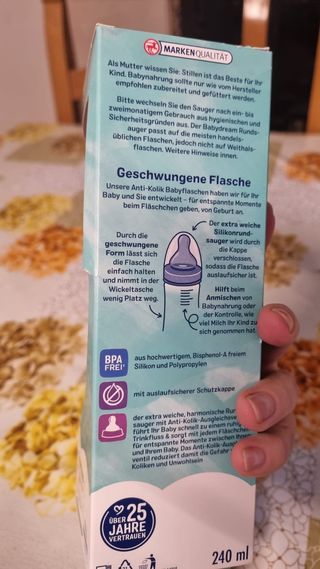 MARKENQUALITÄT
Als Mutter wissen Sie: Stillen ist das Beste für Ihr
Kind. Babynahrung sollte nur wie vom Hersteller
empfohlen zubereitet und gefüttert werden.
Bitte wechseln Sie den Sauger nach ein- bis
zweimonatigem Gebrauch aus hygienischen und
Sicherheitsgründen aus. Der Babydream Rund-
sauger passt auf die meisten handels-
üblichen Flaschen, jedoch nicht auf Weithals-
flaschen. Weitere Hinweise innen.
Geschwungene Flasche
Unsere Anti-Kolik Babyflaschen haben wir für Ihr
Baby und Sie entwickelt – für entspannte Momente
beim Fläschchen geben, von Geburt an.
Durch die
geschwungene
Form lässt sich
die Flasche
einfach halten
und nimmt in der
Wickeltasche
wenig Platz weg.
Der extra weiche
Silikonrund-
sauger wird durch
die Kappe
verschlossen,
sodass die Flasche
auslaufsicher ist.
Hilft beim
Anmischen von
Babynahrung oder
der Kontrolle, wie
viel Milch Ihr Kind zu
sich genommen hat.
BPA
FREI¹
aus hochwertigem, Bisphenol-A freiem
Silikon und Polypropylen
mit auslaufsicherer Schutzkappe
der extra weiche, harmonische Run
sauger mit Anti-Kolik-Ausgleichsve
führt Ihr Baby schnell zu einem ruhig
Trinkfluss & sorgt mit jedem Fläschchen
für entspannte Momente zwischen Ihnen
und Ihrem Baby. Das Anti-Kolik-Ausg
ventil reduziert damit die Gefahr
Koliken und Unwohlsein
ÜBER
25
JAHRE
VERTRAUEN
240 ml